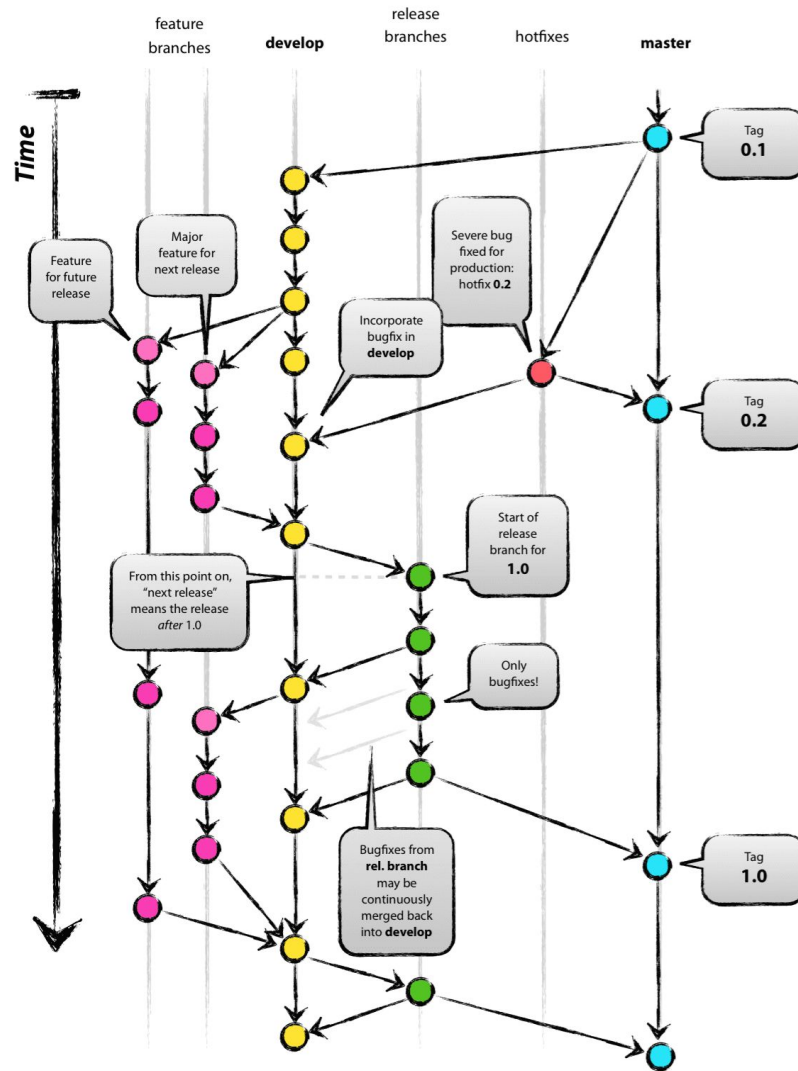 feature
branches
develop
release
branches
hotfixes
master
Time
Tag
0.1
Feature
for future
release
Major
feature for
next release
Severe bug
fixed for
production:
hotfix 0.2
Incorporate
bugfix in
develop
Tag
0.2
Start of
release
branch for
1.0
From this point on,
“next release”
means the release
after 1.0
Only
bugfixes!
Bugfixes from
rel. branch
may be
continuously
merged back
into develop
Tag
1.0